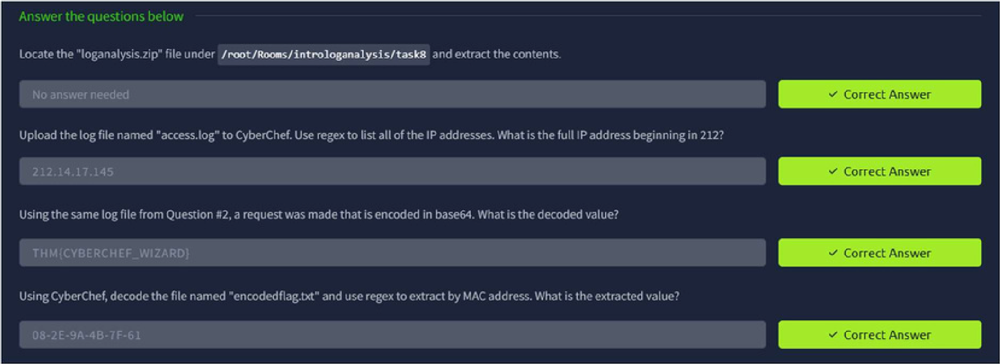 Answer the questions below
Locate the "loganalysis.zip" file under /root/Rooms/introloganalysis/task8 and extract the contents.
No answer needed
✓ Correct Answer
Upload the log file named "access.log" to CyberChef. Use regex to list all of the IP addresses. What is the full IP address beginning in 212?
212.14.17.145
✓ Correct Answer
Using the same log file from Question #2, a request was made that is encoded in base64. What is the decoded value?
THM{CYBERCHEF_WIZARD}
✓ Correct Answer
Using CyberChef, decode the file named "encodedflag.txt" and use regex to extract by MAC address. What is the extracted value?
08-2E-9A-4B-7F-61
✓ Correct Answer